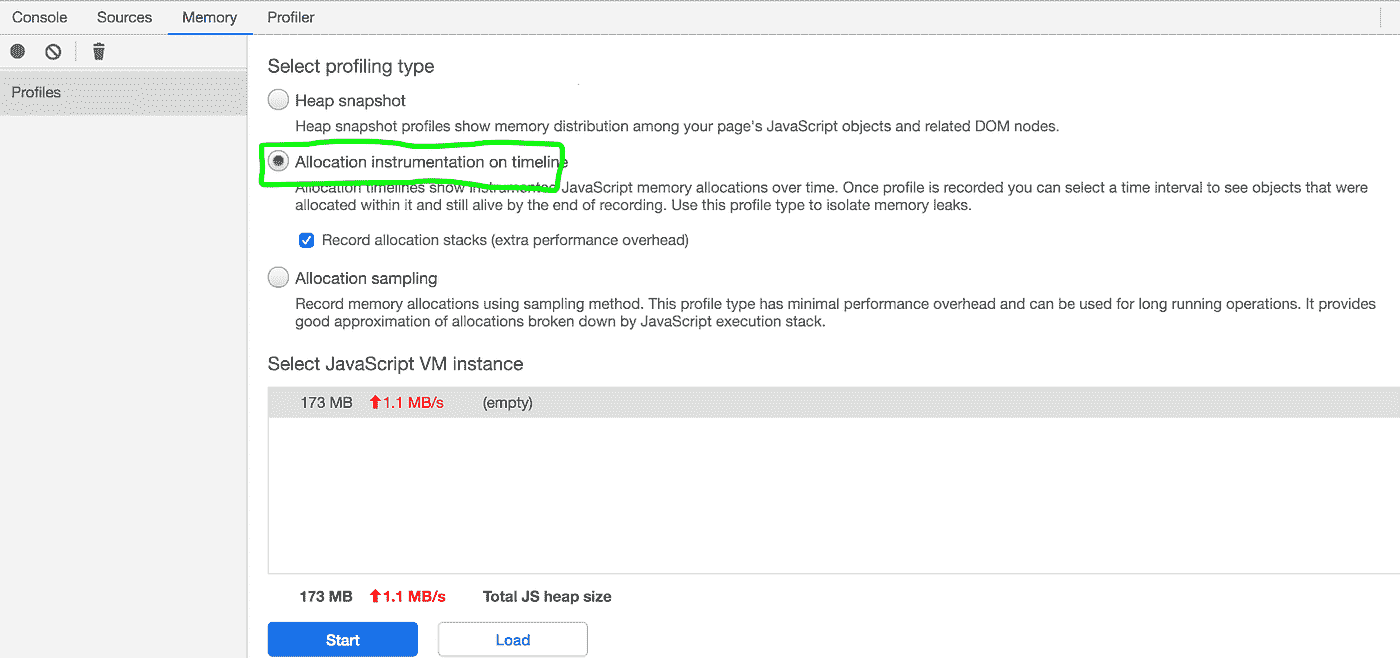 Console Sources Memory Profiler
Profiles
Select profiling type
Heap snapshot
Heap snapshot profiles show memory distribution among your page's JavaScript objects and related DOM nodes.
Allocation instrumentation on timeline
Allocation timelines show instrumented JavaScript memory allocations over time. Once profile is recorded you can select a time interval to see objects that were
allocated within it and still alive by the end of recording. Use this profile type to isolate memory leaks.
Record allocation stacks (extra performance overhead)
Allocation sampling
Record memory allocations using sampling method. This profile type has minimal performance overhead and can be used for long running operations. It provides
good approximation of allocations broken down by JavaScript execution stack.
Select JavaScript VM instance
173 MB 1.1 MB/s (empty)
173 MB 1.1 MB/s Total JS heap size
Start Load